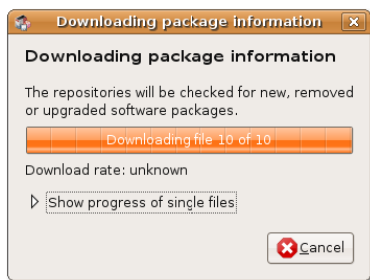 Downloading package information
Downloading package information
The repositories will be checked for new, removed
or upgraded software packages.
Downloading file 10 of 10
Download rate: unknown
Show progress of single files
Cancel